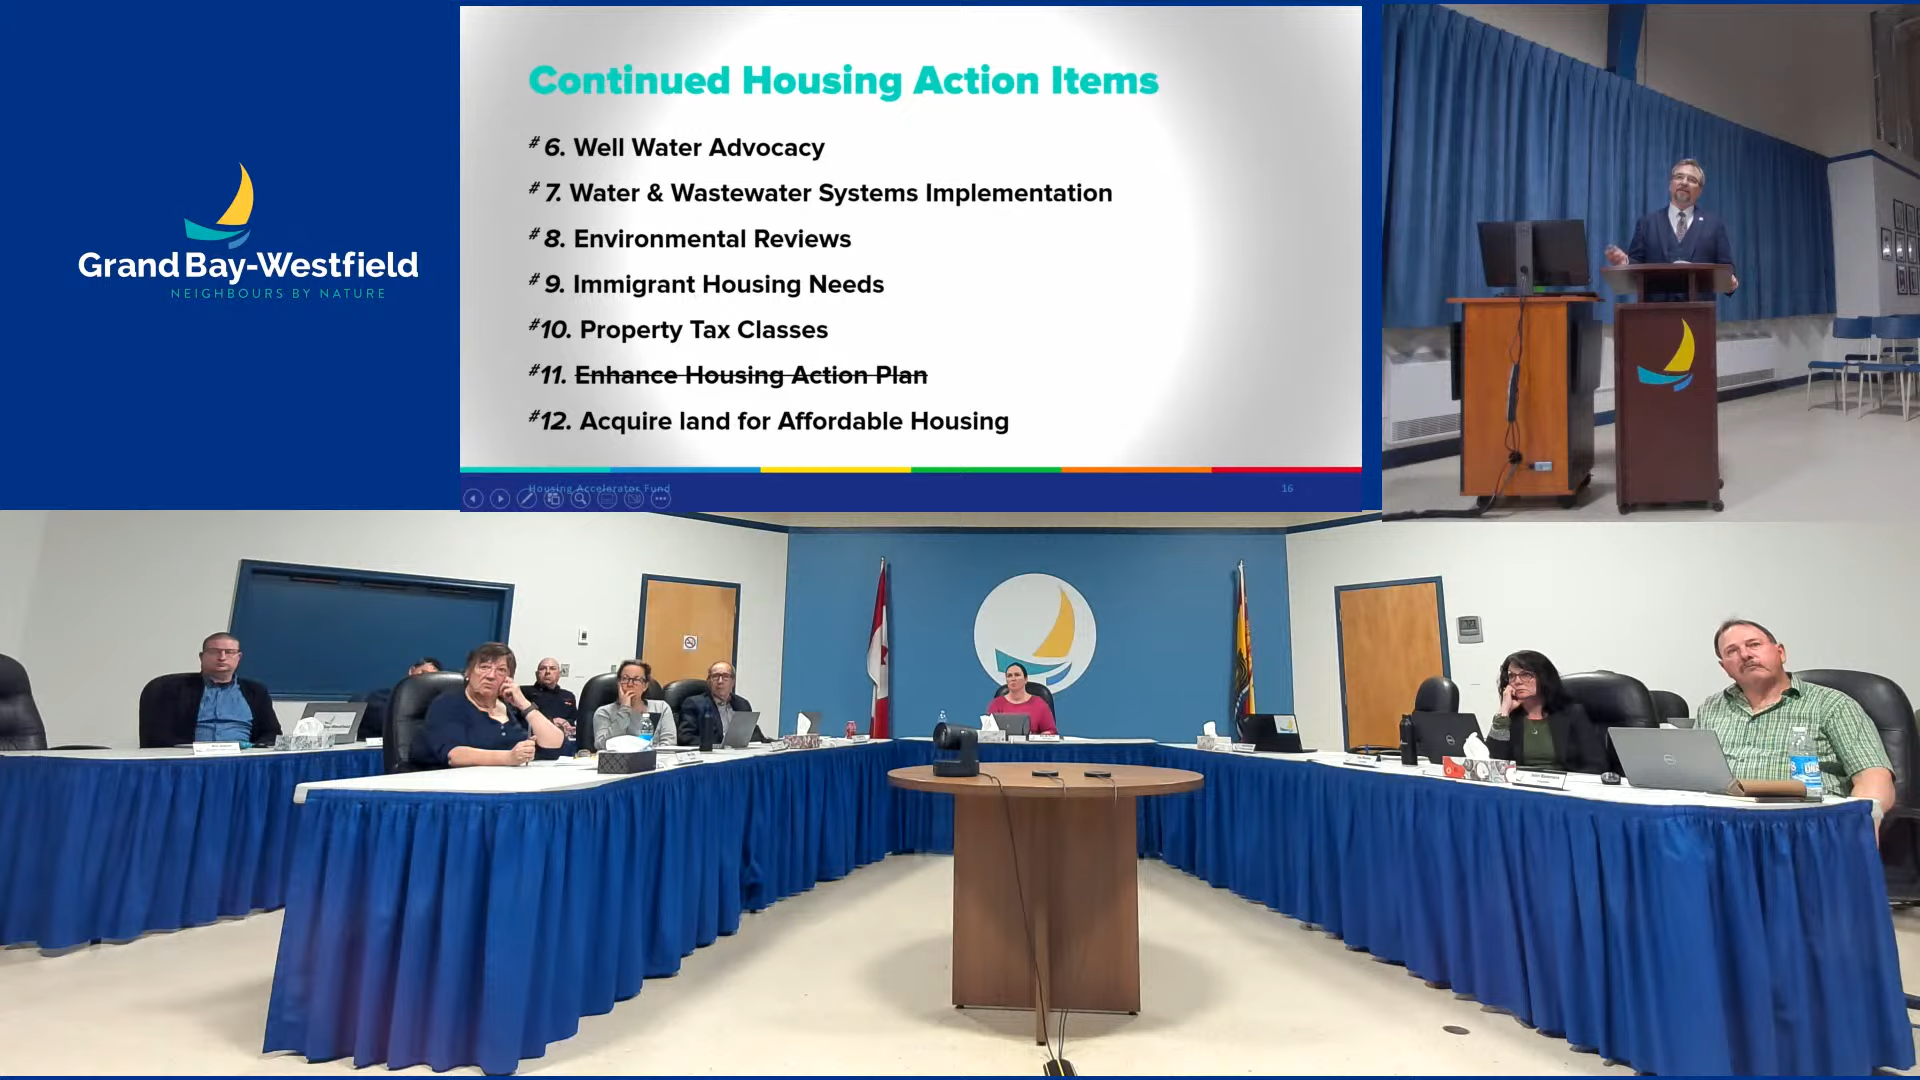 Grand Bay-Westfield
NEIGHBOURS BY NATURE
Continued Housing Action Items
#6. Well Water Advocacy
#7. Water & Wastewater Systems Implementation
#8. Environmental Reviews
#9. Immigrant Housing Needs
#10. Property Tax Classes
#11. Enhance Housing Action Plan
#12. Acquire land for Affordable Housing
Housing Accelerator Fund
16